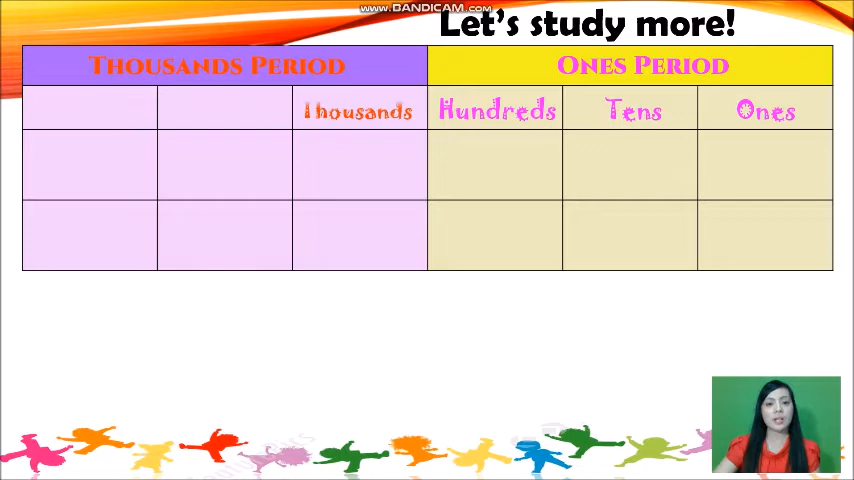 WWW.BANDICAM.COM
Let's study more!
THOUSANDS PERIOD ONES PERIOD
Thousands Hundreds Tens Ones